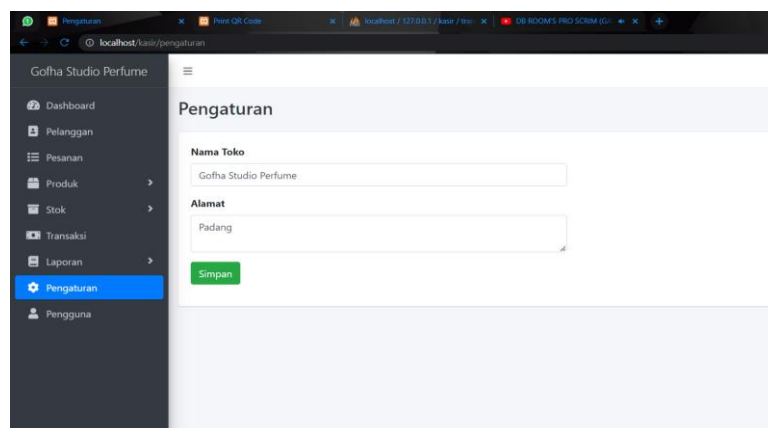 Pengaturan
Print QR Code
localhost / 127.0.0.1 / kasir / tran
DB ROOM'S PRO SCRIM (GA
localhost/kasir/pengaturan
Gofha Studio Perfume
Dashboard
Pelanggan
Pesanan
Produk
Stok
Transaksi
Laporan
Pengaturan
Pengguna
Pengaturan
Nama Toko
Gofha Studio Perfume
Alamat
Padang
Simpan